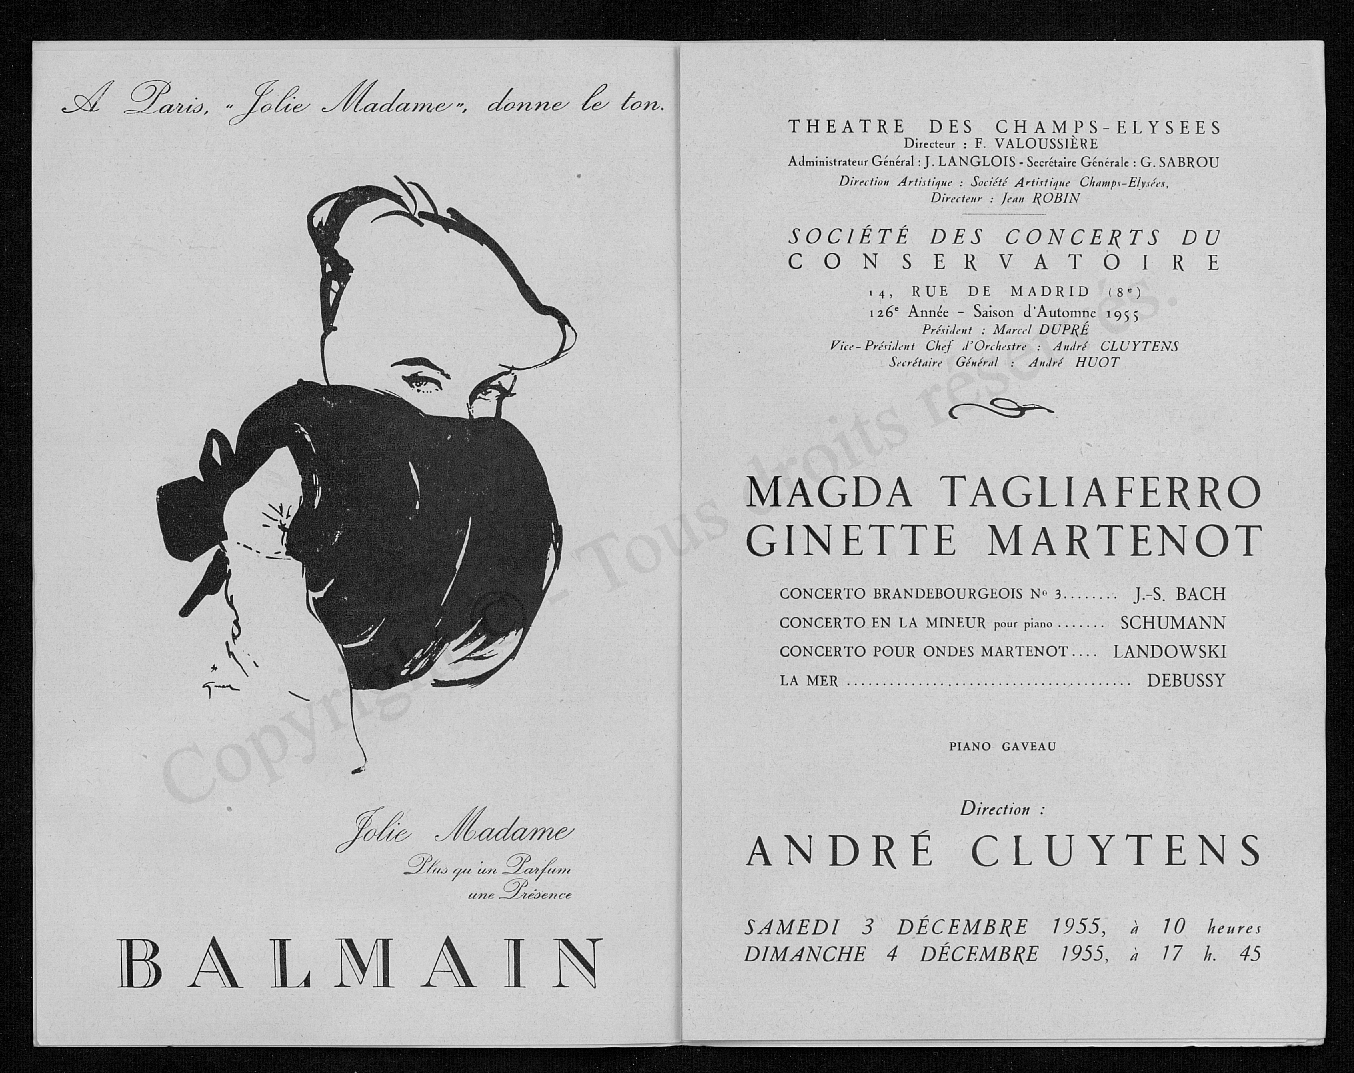 A Paris, "Jolie Madame", donne le ton.
Gruau
Jolie Madame
Plus qu'un Parfum
une Présence
BALMAIN
THEATRE DES CHAMPS-ELYSEES
Directeur : F. VALOUSSIÈRE
Administrateur Général : J. LANGLOIS - Secrétaire Générale : G. SABROU
Direction Artistique : Société Artistique Champs-Elysées,
Directeur : Jean ROBIN
SOCIÉTÉ DES CONCERTS DU
CONSERVATOIRE
14, RUE DE MADRID (8e)
126e Année - Saison d'Automne 1955
Président : Marcel DUPRÉ
Vice-Président Chef d'Orchestre : André CLUYTENS
Secrétaire Général : André HUOT
MAGDA TAGLIAFERRO
GINETTE MARTENOT
CONCERTO BRANDEBOURGEOIS No 3........ J.-S. BACH
CONCERTO EN LA MINEUR pour piano ....... SCHUMANN
CONCERTO POUR ONDES MARTENOT.... LANDOWSKI
LA MER ........................................ DEBUSSY
PIANO GAVEAU
Direction :
ANDRÉ CLUYTENS
SAMEDI 3 DÉCEMBRE 1955, à 10 heures
DIMANCHE 4 DÉCEMBRE 1955, à 17 h. 45
Copyright © - Tous droits réservés.